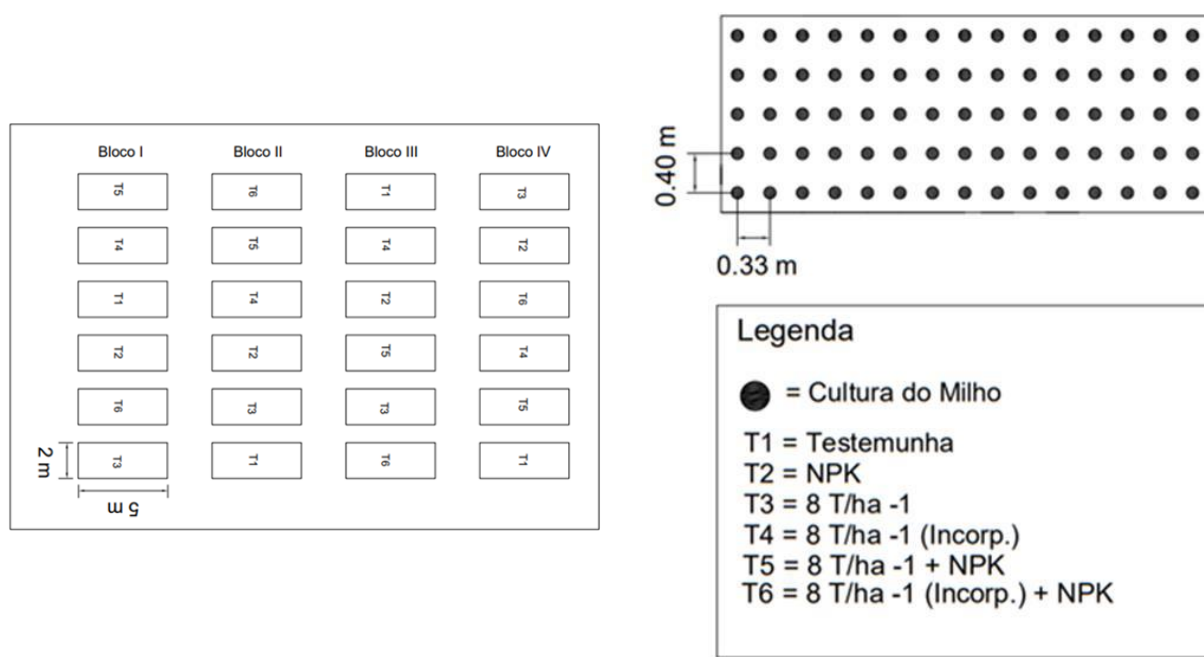 Bloco I Bloco II Bloco III Bloco IV
T5 T6 T1 T3
T4 T5 T4 T2
T1 T4 T2 T6
T2 T2 T5 T4
T6 T3 T3 T5
T3 T1 T6 T1
2 m
5 m
0.40 m
0.33 m
Legenda
= Cultura do Milho
T1 = Testemunha
T2 = NPK
T3 = 8 T/ha -1
T4 = 8 T/ha -1 (Incorp.)
T5 = 8 T/ha -1 + NPK
T6 = 8 T/ha -1 (Incorp.) + NPK